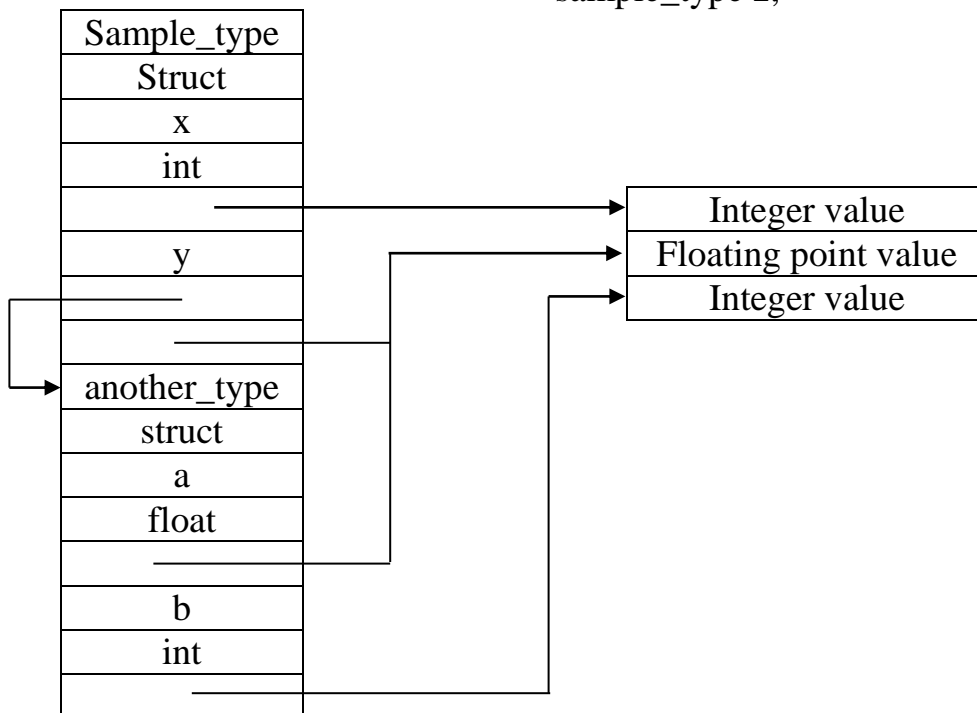 Sample_type
Struct
x
int
y
another_type
struct
a
float
b
int
Integer value
Floating point value
Integer value